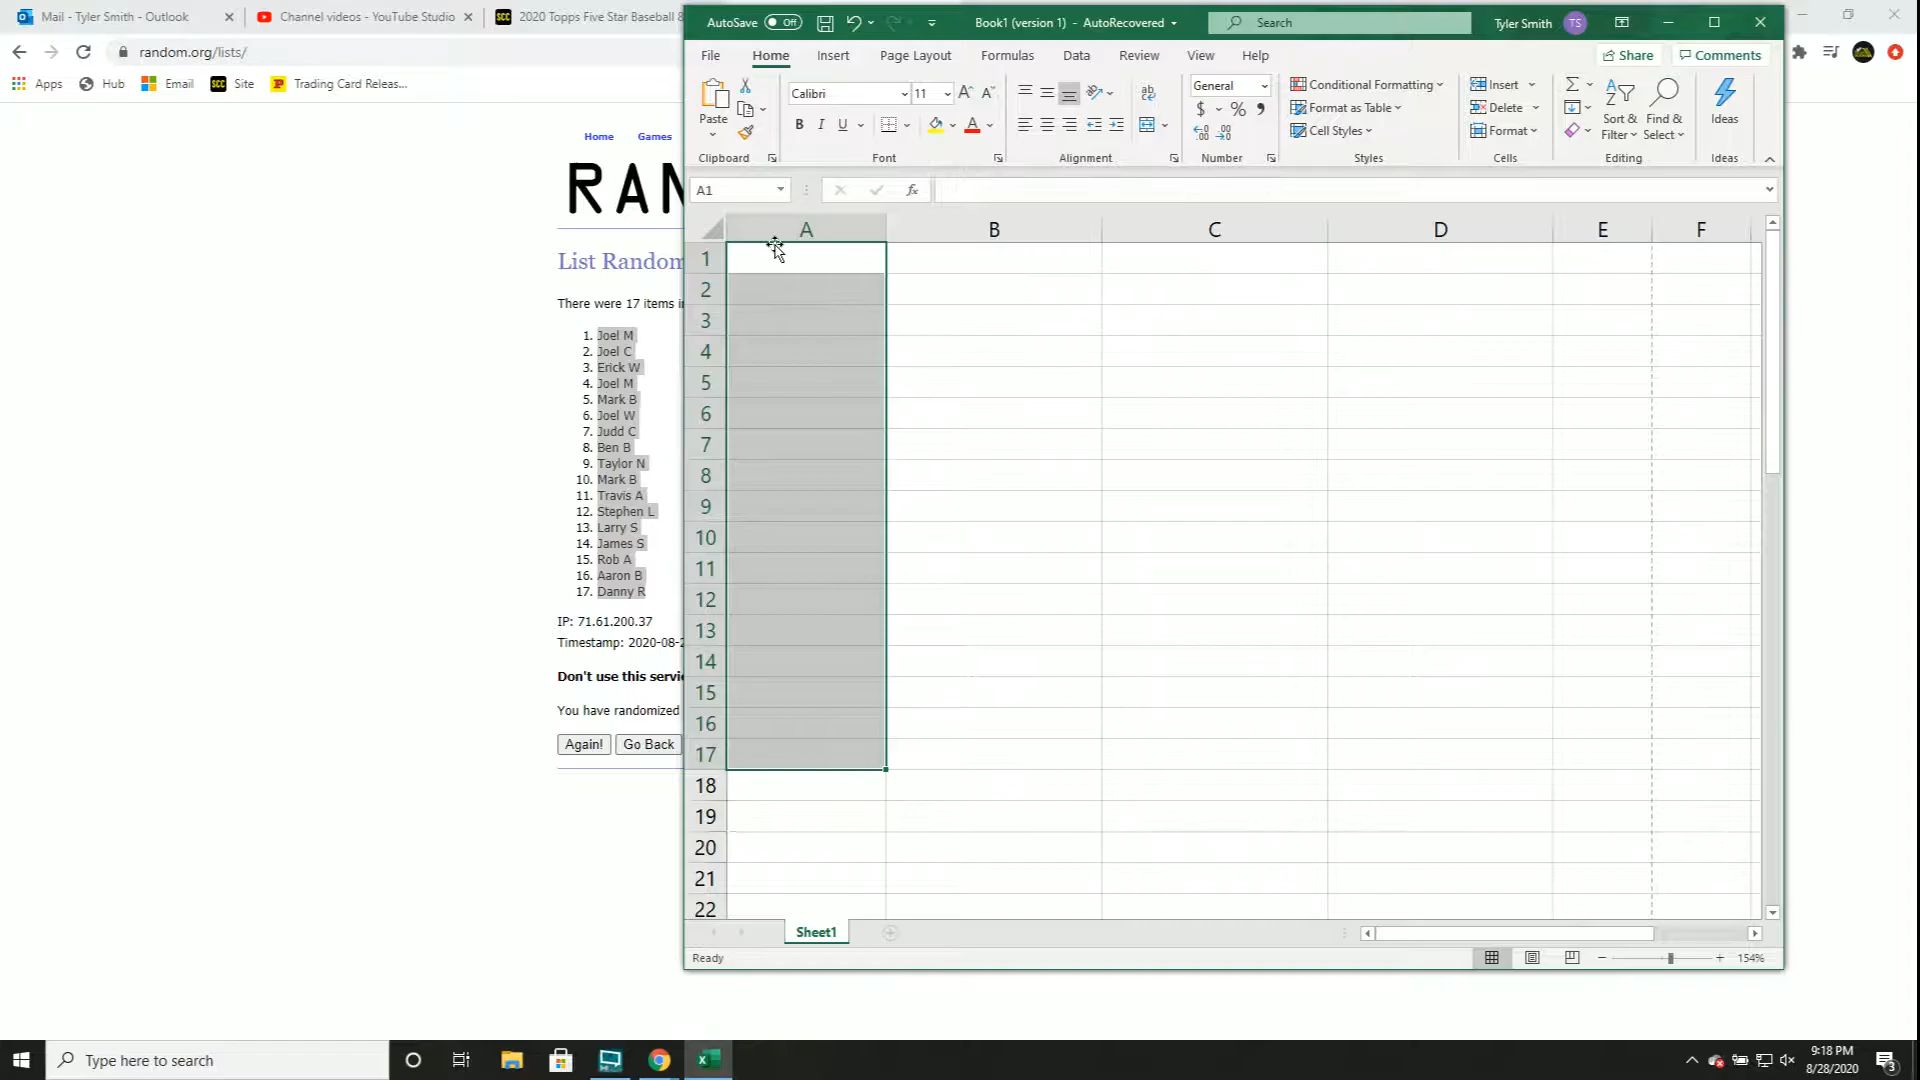 Mail - Tyler Smith - Outlook
Channel videos - YouTube Studio
2020 Topps Five Star Baseball 8
random.org/lists/
Apps
Hub
Email
Site
Trading Card Releas...
Home
Games
RAN
List Random
There were 17 items i
1. Joel M
2. Joel C
3. Erick W
4. Joel M
5. Mark B
6. Joel W
7. Judd C
8. Ben B
9. Taylor N
10. Mark B
11. Travis A
12. Stephen L
13. Larry S
14. James S
15. Rob A
16. Aaron B
17. Danny R
IP: 71.61.200.37
Timestamp: 2020-08-2
Don't use this servi
You have randomized
Again! Go Back
AutoSave Off
Book1 (version 1) - AutoRecovered
Search
Tyler Smith TS
File Home Insert Page Layout Formulas Data Review View Help
Share Comments
Paste
Clipboard
Calibri 11
B I U
Font
Alignment
General
$ % 9
Number
Conditional Formatting
Format as Table
Cell Styles
Styles
Insert
Delete
Format
Cells
Sort &
Filter
Find &
Select
Editing
Ideas
Ideas
A1
fx
A B C D E F
1
2
3
4
5
6
7
8
9
10
11
12
13
14
15
16
17
18
19
20
21
22
Sheet1
Ready
154%
Type here to search
9:18 PM
8/28/2020
3